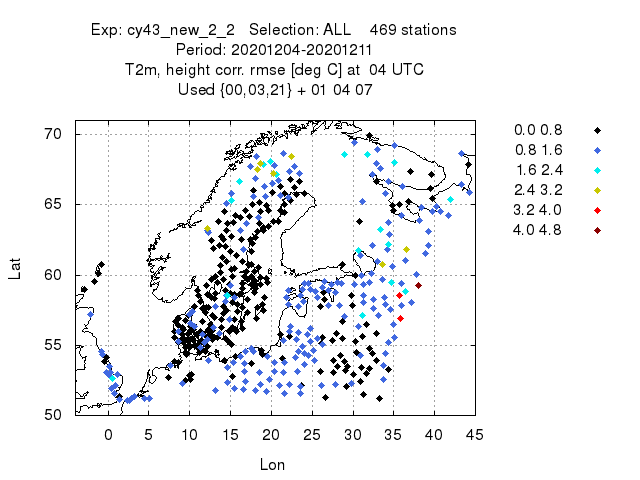 Exp: cy43_new_2_2   Selection: ALL    469 stations
Period: 20201204-20201211
T2m, height corr. rmse [deg C] at  04 UTC
Used {00,03,21} + 01 04 07
70
65
60
55
50
0 5 10 15 20 25 30 35 40 45
Lat
Lon
0.0 0.8
0.8 1.6
1.6 2.4
2.4 3.2
3.2 4.0
4.0 4.8